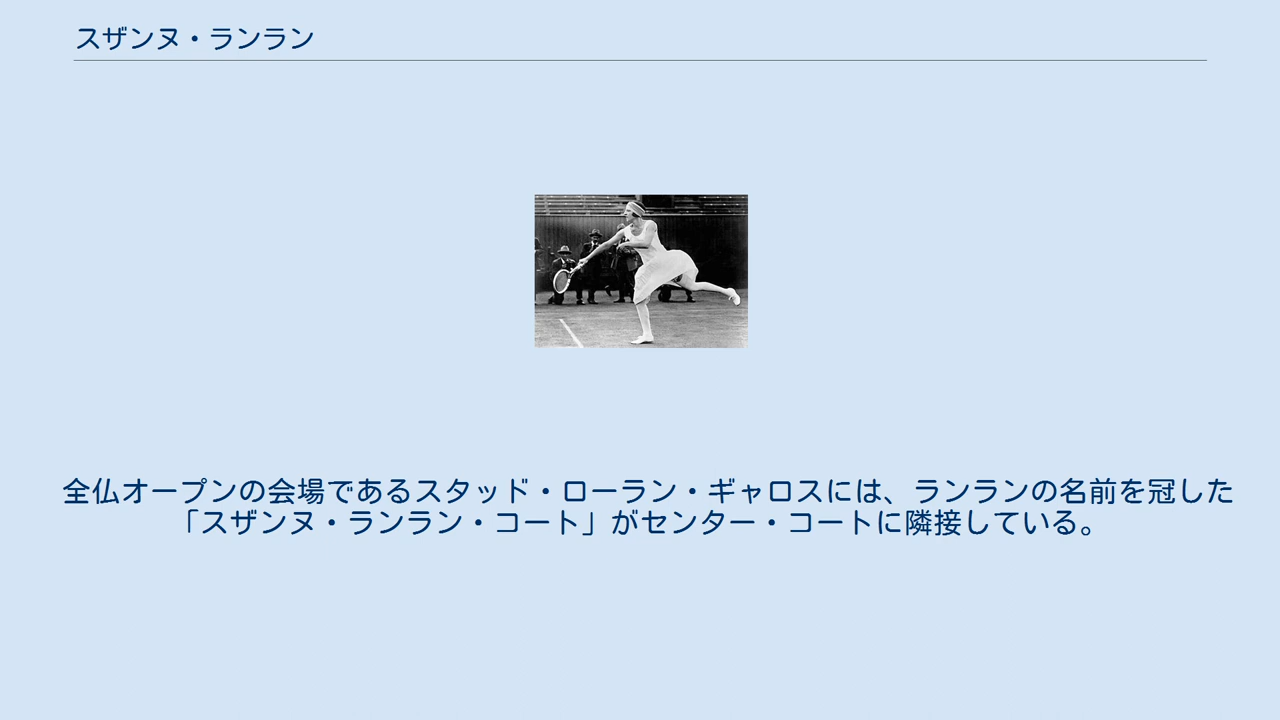 スザンヌ・ランラン
全仏オープンの会場であるスタッド・ローラン・ギャロスには、ランランの名前を冠した
「スザンヌ・ランラン・コート」がセンター・コートに隣接している。